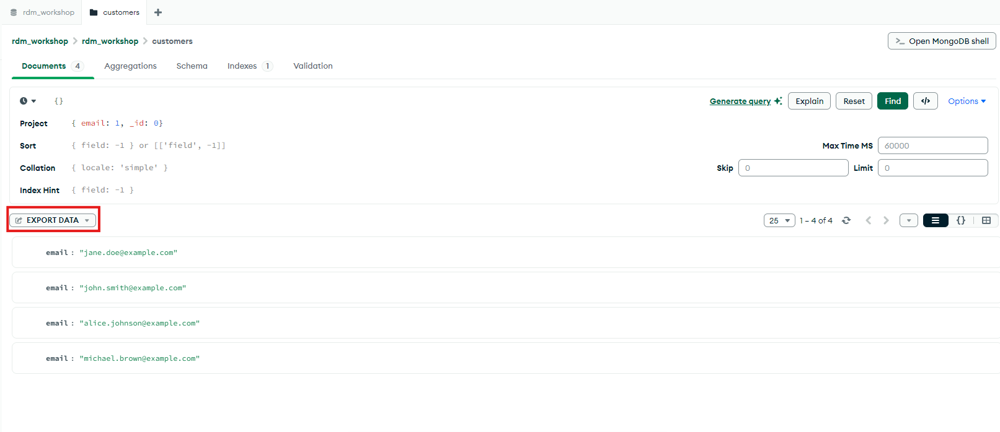 rdm_workshop customers
rdm_workshop rdm_workshop customers Open MongoDB shell
Documents 4 Aggregations Schema Indexes 1 Validation
{} Generate query Explain Reset Find </> Options
Project { email: 1, _id: 0}
Sort { field: -1 } or [['field', -1]] Max Time MS 60000
Collation { locale: 'simple' } Skip 0 Limit 0
Index Hint { field: -1 }
EXPORT DATA 25 1 – 4 of 4 {}
email : "jane.doe@example.com"
email : "john.smith@example.com"
email : "alice.johnson@example.com"
email : "michael.brown@example.com"